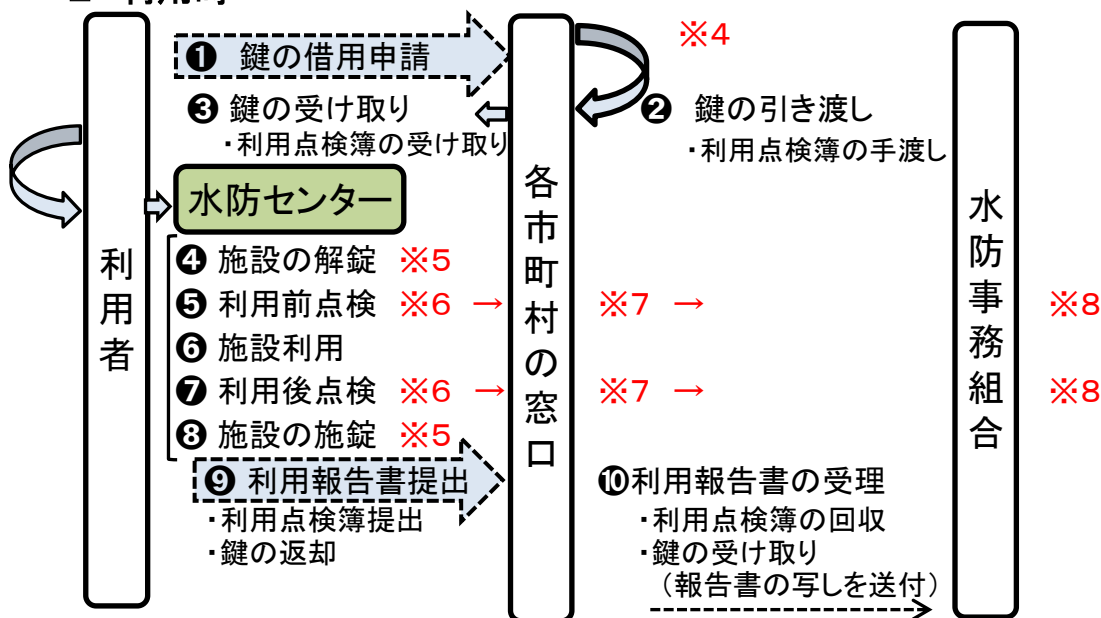 ❶ 鍵の借用申請
※4
❸ 鍵の受け取り
・利用点検簿の受け取り
❷ 鍵の引き渡し
・利用点検簿の手渡し
水防センター
利用者
各市町村の窓口
水防事務組合
❹ 施設の解錠 ※5
❺ 利用前点検 ※6 → ※7 → ※8
❻ 施設利用
❼ 利用後点検 ※6 → ※7 → ※8
❽ 施設の施錠 ※5
❾ 利用報告書提出
・利用点検簿提出
・鍵の返却
❿利用報告書の受理
・利用点検簿の回収
・鍵の受け取り
(報告書の写しを送付)